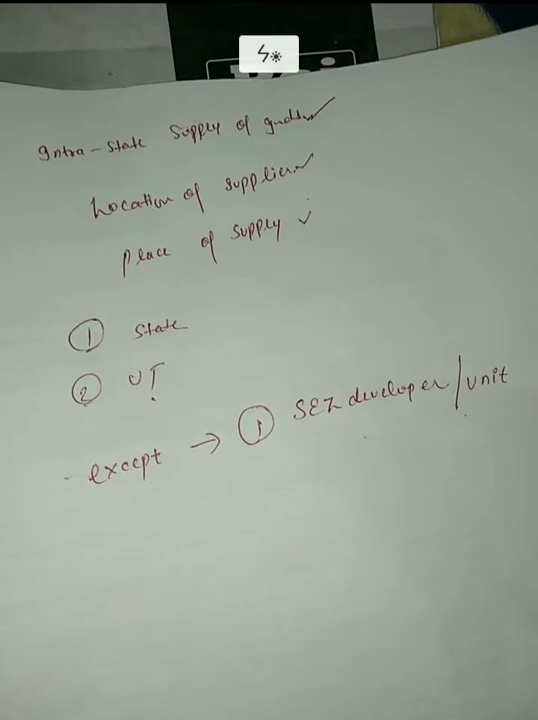 Intra-State Supply of goods
Location of supplier
place of supply
① State
② UT
except → ① SEZ developer/unit